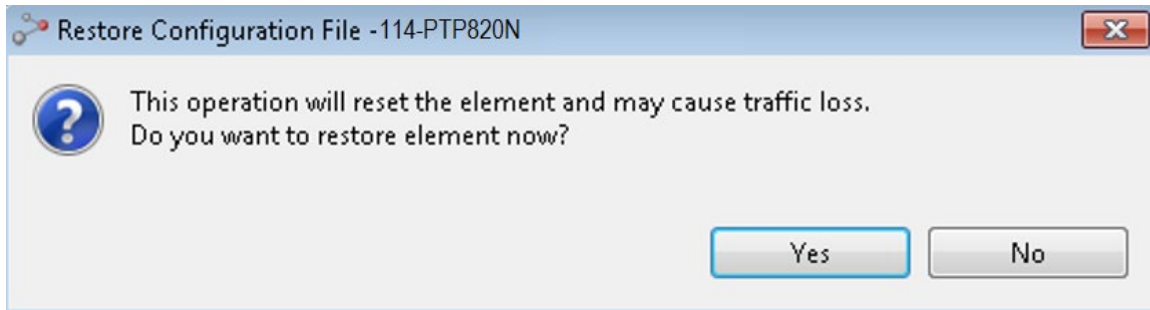 Restore Configuration File -114-PTP820N
This operation will reset the element and may cause traffic loss.
Do you want to restore element now?
Yes
No